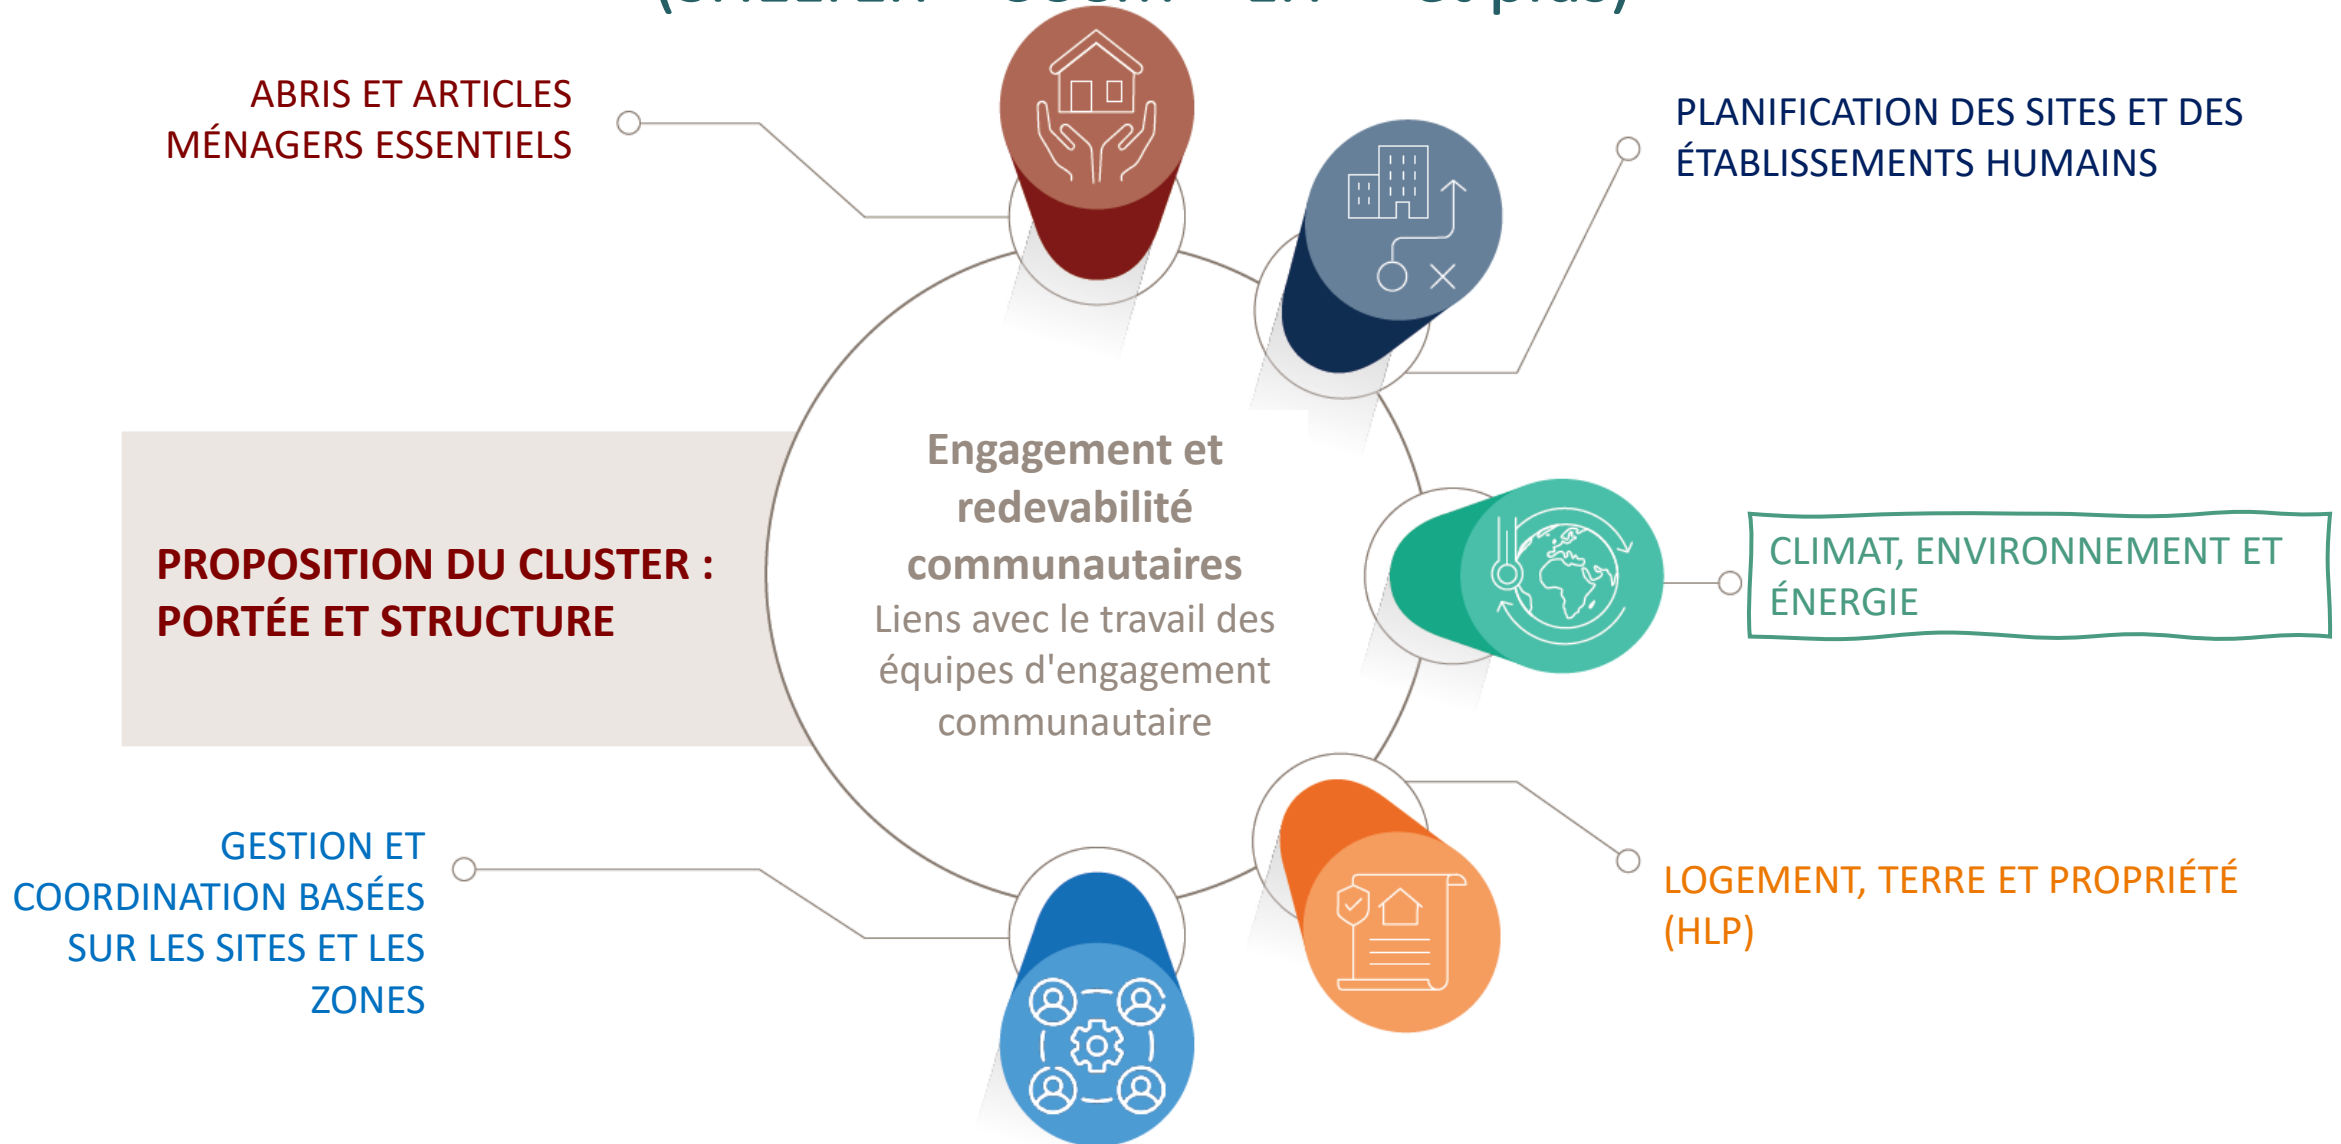 et plus)
ABRIS ET ARTICLES
MÉNAGERS ESSENTIELS
PLANIFICATION DES SITES ET DES
ÉTABLISSEMENTS HUMAINS
Engagement et
redevabilité
communautaires
Liens avec le travail des
équipes d'engagement
communautaire
PROPOSITION DU CLUSTER :
PORTÉE ET STRUCTURE
CLIMAT, ENVIRONNEMENT ET
ÉNERGIE
GESTION ET
COORDINATION BASÉES
SUR LES SITES ET LES
ZONES
LOGEMENT, TERRE ET PROPRIÉTÉ
(HLP)